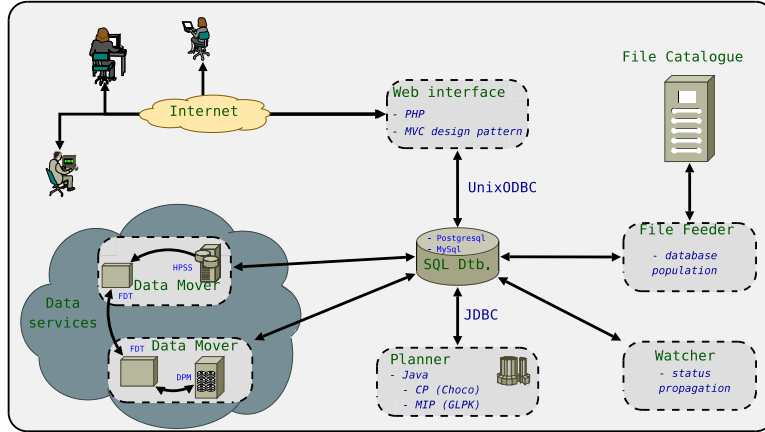 File Catalogue
Internet
Web interface
- PHP
- MVC design pattern
UnixODBC
- Postgresql
- MySql
SQL Dtb.
File Feeder
- database
population
HPSS
FDT
Data Mover
Data
services
FDT
Data Mover
DPM
JDBC
Planner
- Java
- CP (Choco)
- MIP (GLPK)
Watcher
- status
propagation